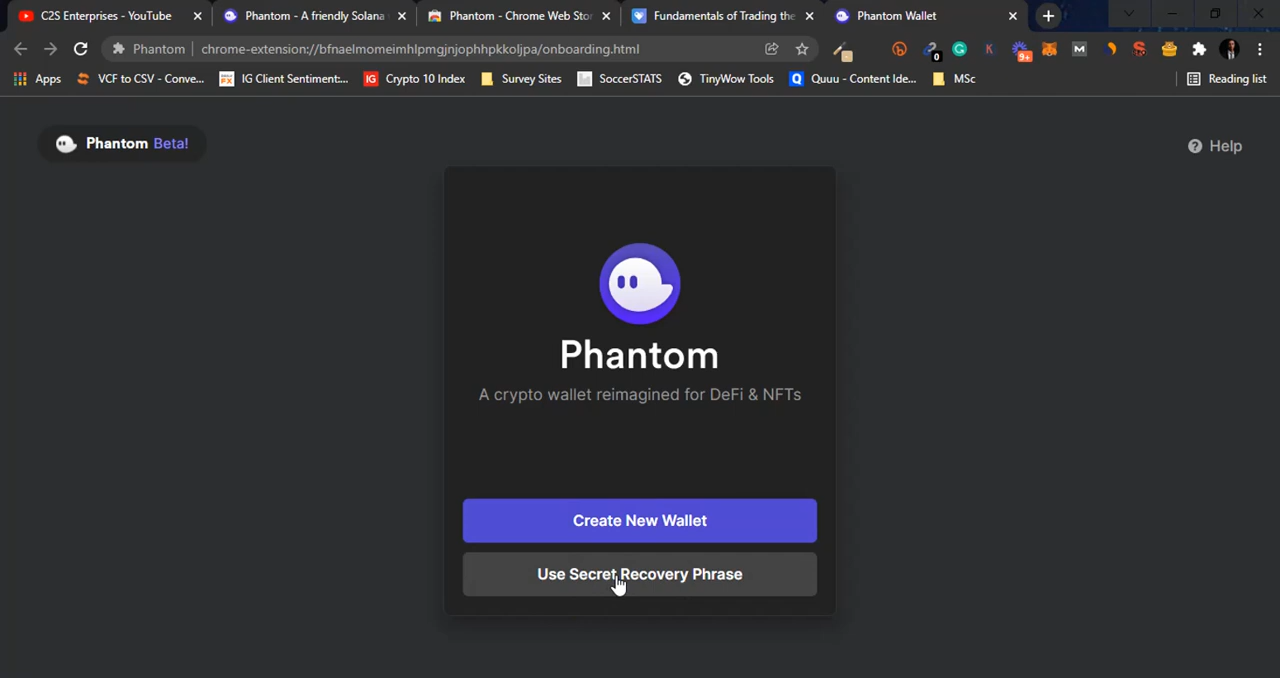 C2S Enterprises - YouTube
Phantom - A friendly Solana
Phantom - Chrome Web Stor
Fundamentals of Trading the
Phantom Wallet
Phantom
chrome-extension://bfnaelmomeimhlpmgjnjophhpkkoljpa/onboarding.html
0
K
9+
M
Apps
VCF to CSV - Conve...
IG Client Sentiment:...
Crypto 10 Index
Survey Sites
SoccerSTATS
TinyWow Tools
Quuu - Content Ide...
MSc
Reading list
Phantom Beta!
Help
Phantom
A crypto wallet reimagined for DeFi & NFTs
Create New Wallet
Use Secret Recovery Phrase